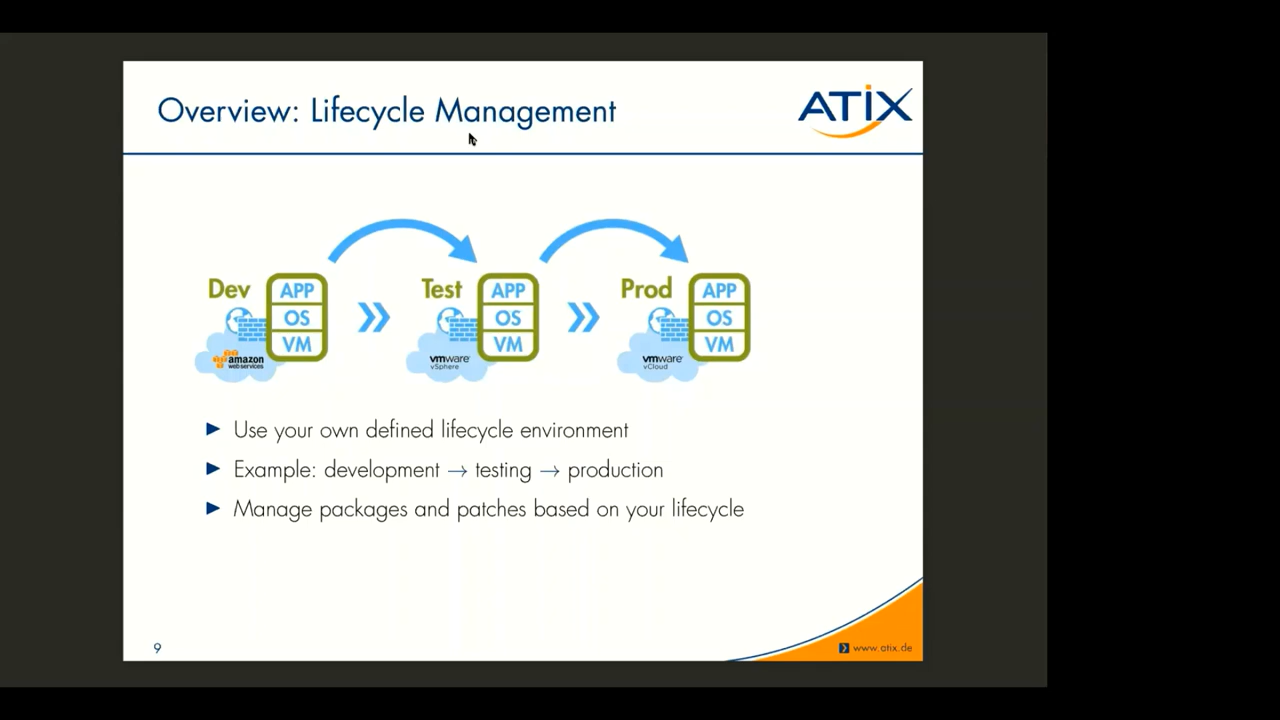 Overview: Lifecycle Management
ATIX
Dev
APP
OS
VM
amazon
webservices
Test
APP
OS
VM
vmware
vSphere
Prod
APP
OS
VM
vmware
vCloud
► Use your own defined lifecycle environment
► Example: development → testing → production
► Manage packages and patches based on your lifecycle
9
www.atix.de